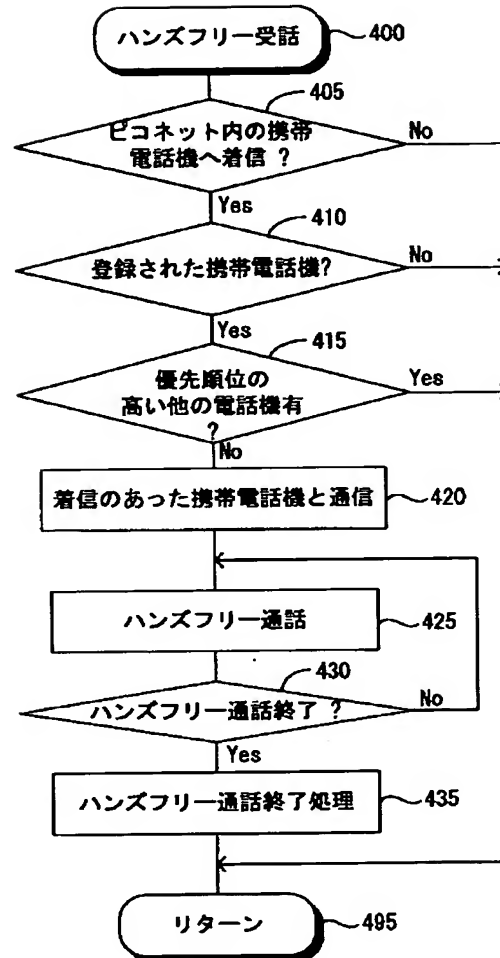 ハンズフリー受話
400
405
ピコネット内の携帯
電話機へ着信 ?
No
Yes
410
登録された携帯電話機?
No
Yes
415
優先順位の
高い他の電話機有
?
Yes
No
着信のあった携帯電話機と通信
420
ハンズフリー通話
425
430
ハンズフリー通話終了 ?
No
Yes
ハンズフリー通話終了処理
435
リターン
495